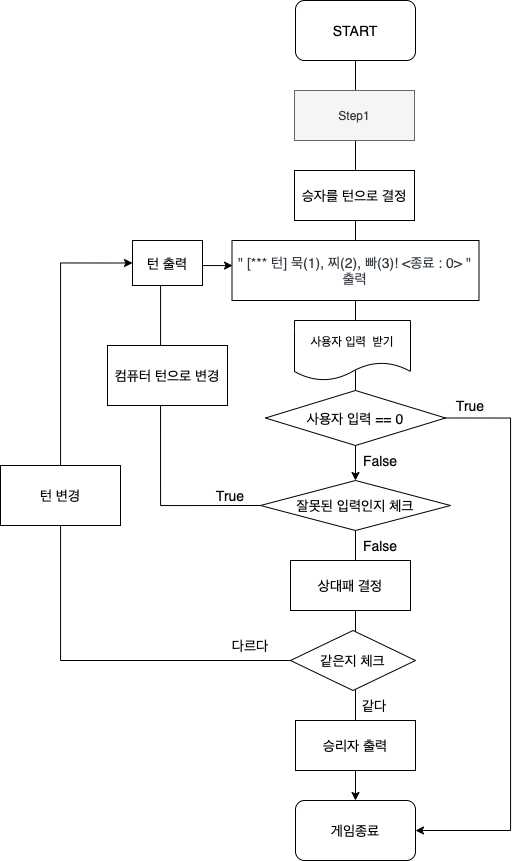 START
Step1
승자를 턴으로 결정
턴 출력
" [*** 턴] 묵(1), 찌(2), 빠(3)! <종료 : 0> "
출력
사용자 입력 받기
컴퓨터 턴으로 변경
사용자 입력 == 0
True
False
턴 변경
True
잘못된 입력인지 체크
False
상대패 결정
다르다
같은지 체크
같다
승리자 출력
게임종료